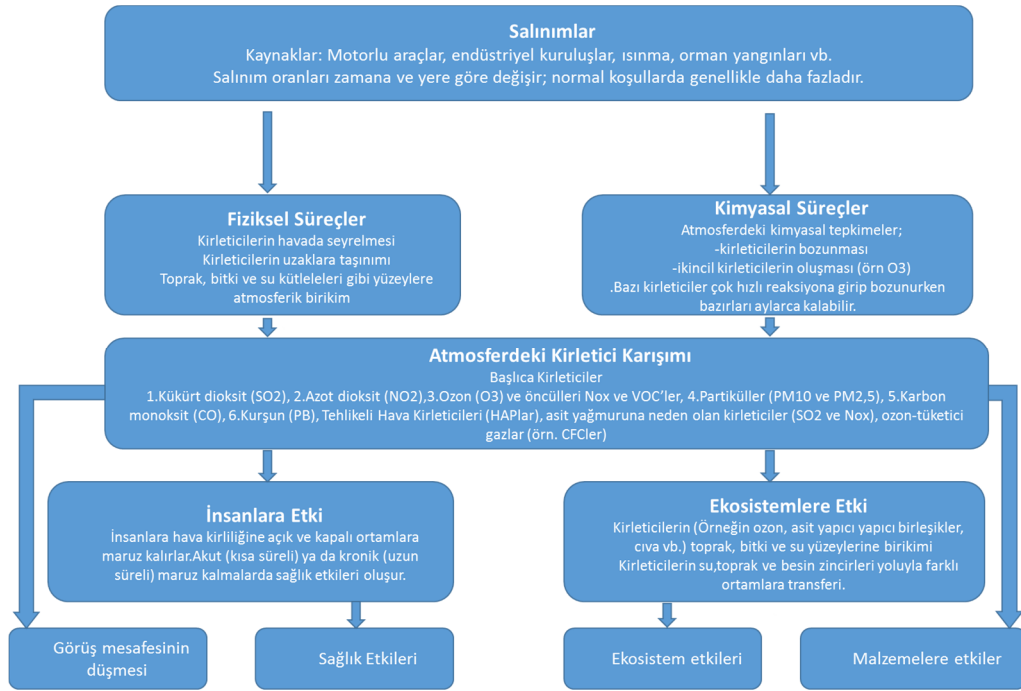 Salınımlar
Kaynaklar: Motorlu araçlar, endüstriyel kuruluşlar, ısınma, orman yangınları vb.
Salınım oranları zamana ve yere göre değişir; normal koşullarda genellikle daha fazladır.
Fiziksel Süreçler
Kirleticilerin havada seyrelmesi
Kirleticilerin uzaklara taşınımı
Toprak, bitki ve su kütleleleri gibi yüzeylere
atmosferik birikim
Kimyasal Süreçler
Atmosferdeki kimyasal tepkimeler;
-kirleticilerin bozunması
-ikincil kirleticilerin oluşması (örn O3)
.Bazı kirleticiler çok hızlı reaksiyona girip bozunurken
bazırları aylarca kalabilir.
Atmosferdeki Kirletici Karışımı
Başlıca Kirleticiler
1.Kükürt dioksit (SO2), 2.Azot dioksit (NO2),3.Ozon (O3) ve öncülleri Nox ve VOC’ler, 4.Partiküller (PM10 ve PM2,5), 5.Karbon
monoksit (CO), 6.Kurşun (PB), Tehlikeli Hava Kirleticileri (HAPlar), asit yağmuruna neden olan kirleticiler (SO2 ve Nox), ozon-tüketici
gazlar (örn. CFCler)
İnsanlara Etki
İnsanlara hava kirliliğine açık ve kapalı ortamlara
maruz kalırlar.Akut (kısa süreli) ya da kronik (uzun
süreli) maruz kalmalarda sağlık etkileri oluşur.
Ekosistemlere Etki
Kirleticilerin (Örneğin ozon, asit yapıcı yapıcı birleşikler,
cıva vb.) toprak, bitki ve su yüzeylerine birikimi
Kirleticilerin su,toprak ve besin zincirleri yoluyla farklı
ortamlara transferi.
Görüş mesafesinin
düşmesi
Sağlık Etkileri
Ekosistem etkileri
Malzemelere etkiler